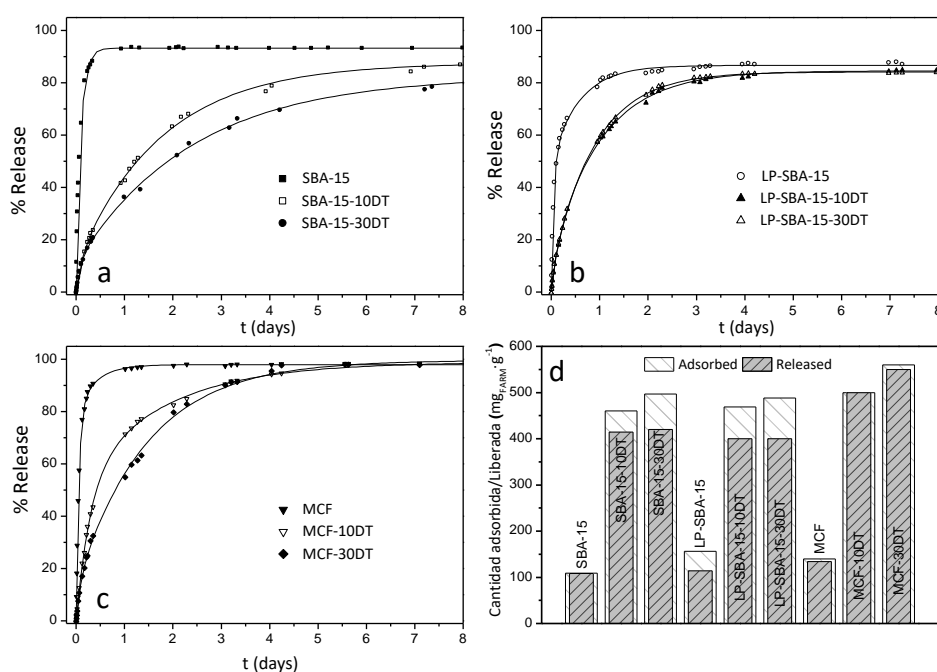 100
80
60
40
20
0
% Release
SBA-15
SBA-15-10DT
SBA-15-30DT
a
0 1 2 3 4 5 6 7 8
t (days)
100
80
60
40
20
0
% Release
LP-SBA-15
LP-SBA-15-10DT
LP-SBA-15-30DT
b
0 1 2 3 4 5 6 7 8
t (days)
100
80
60
40
20
0
% Release
MCF
MCF-10DT
MCF-30DT
c
0 1 2 3 4 5 6 7 8
t (days)
600
500
400
300
200
100
0
Cantidad adsorbida/Liberada (mg_FARM·g⁻¹)
d
Adsorbed Released
SBA-15
SBA-15-10DT
SBA-15-30DT
LP-SBA-15
LP-SBA-15-10DT
LP-SBA-15-30DT
MCF
MCF-10DT
MCF-30DT